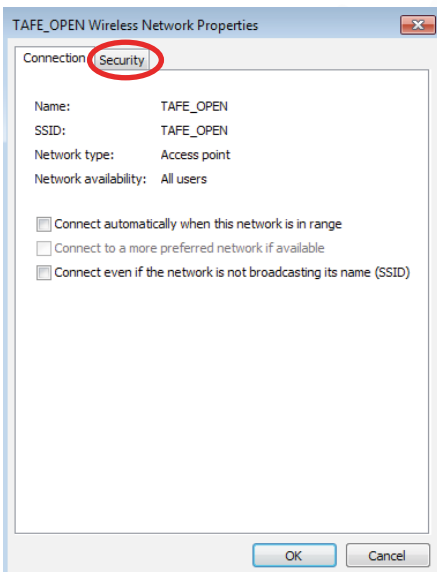 TAFE_OPEN Wireless Network Properties
Connection Security
Name: TAFE_OPEN
SSID: TAFE_OPEN
Network type: Access point
Network availability: All users
Connect automatically when this network is in range
Connect to a more preferred network if available
Connect even if the network is not broadcasting its name (SSID)
OK Cancel